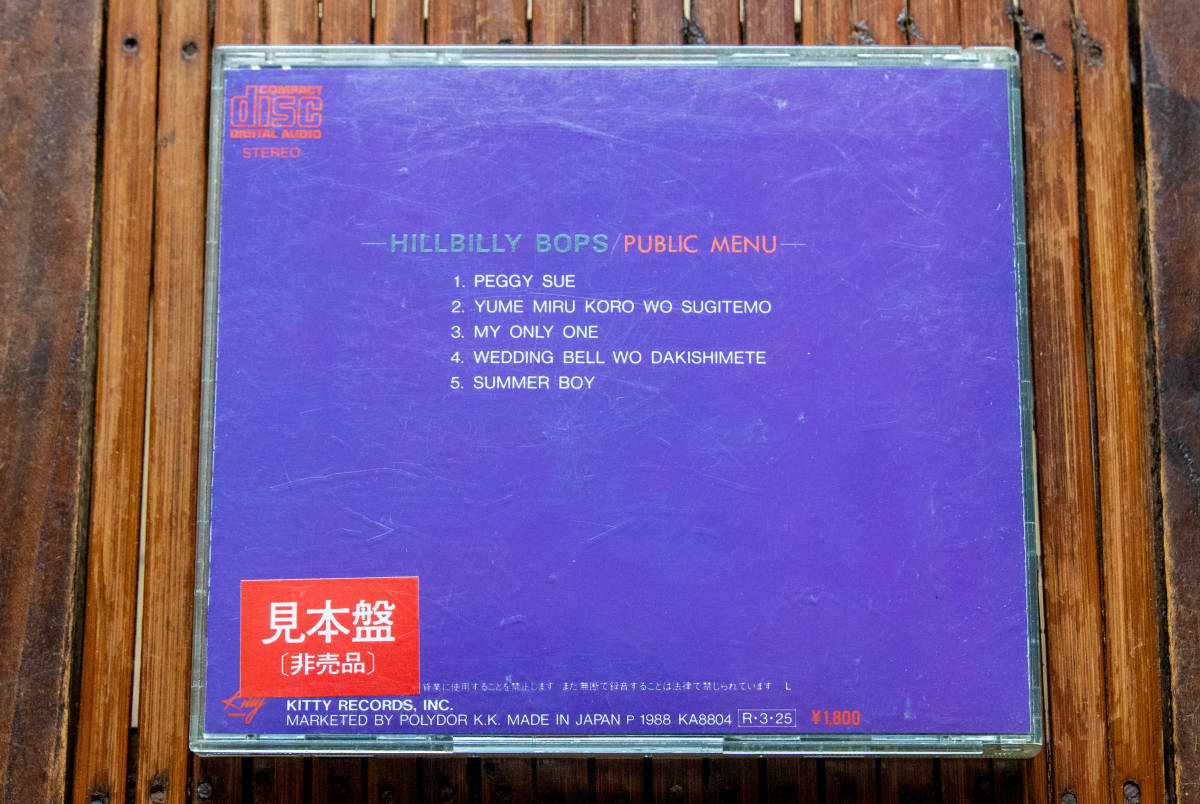 COMPACT
disc
DIGITAL AUDIO
STEREO
HILLBILLY BOPS/PUBLIC MENU
1. PEGGY SUE
2. YUME MIRU KORO WO SUGITEMO
3. MY ONLY ONE
4. WEDDING BELL WO DAKISHIMETE
5. SUMMER BOY
見本盤
〔非売品〕
営業に使用することを禁止します また無断で録音することは法律で禁じられています L
Kitty
KITTY RECORDS, INC.
MARKETED BY POLYDOR K.K. MADE IN JAPAN P 1988 KA8804 R・3・25 ¥1,800